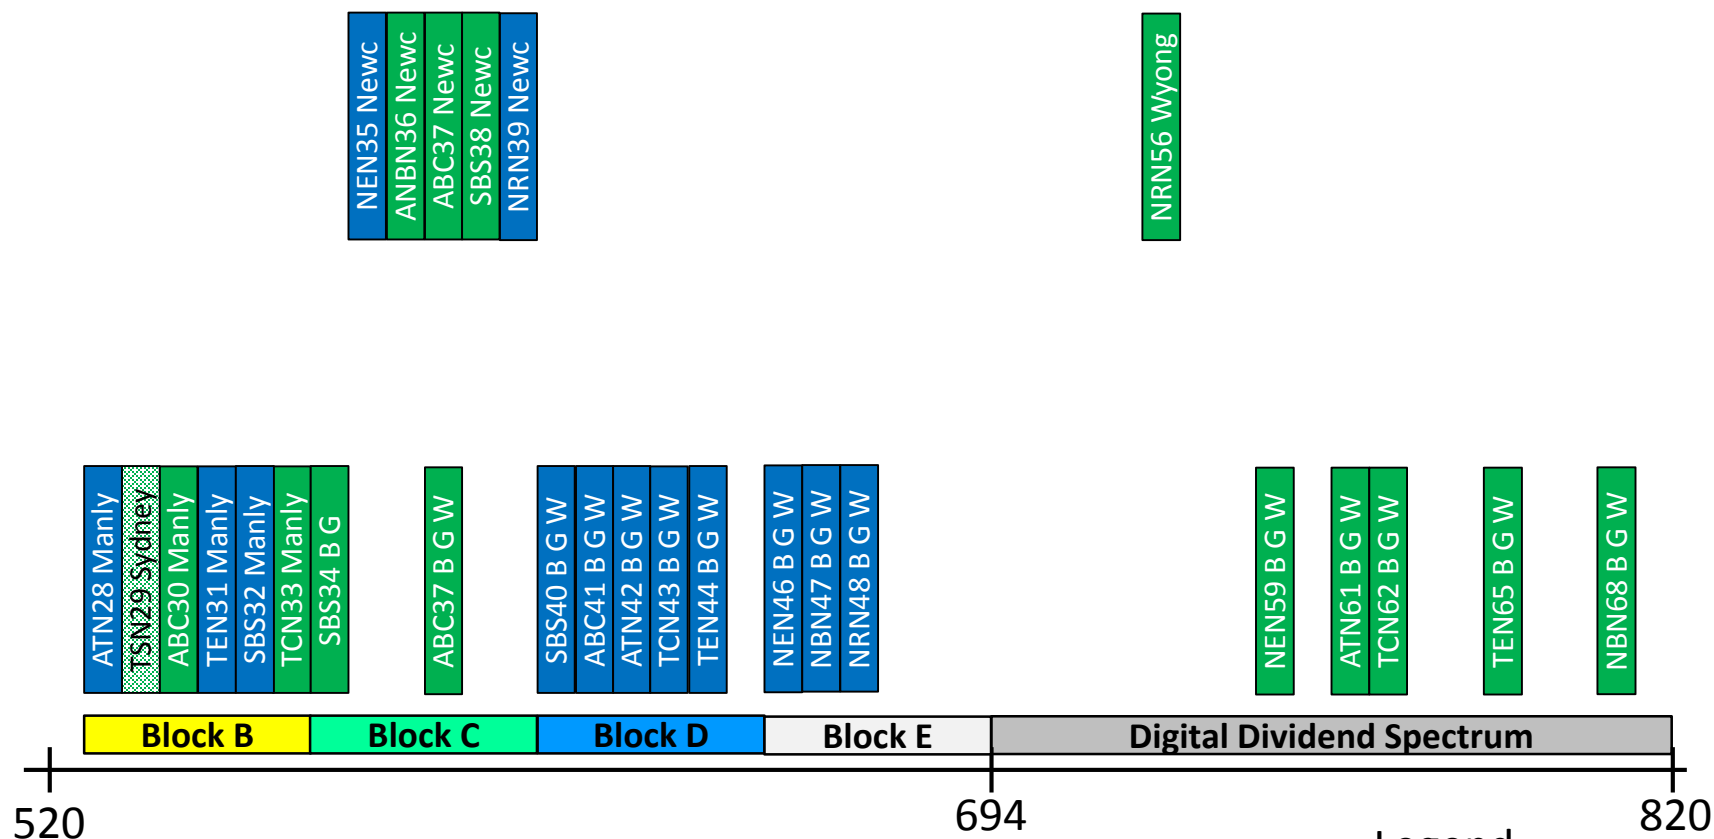 NEN35 Newc
ANBN36 Newc
ABC37 Newc
SBS38 Newc
NRN39 Newc
NRN56 Wyong
ATN28 Manly
TSN29 Sydney
ABC30 Manly
TEN31 Manly
SBS32 Manly
TCN33 Manly
SBS34 B G
ABC37 B G W
SBS40 B G W
ABC41 B G W
ATN42 B G W
TCN43 B G W
TEN44 B G W
NEN46 B G W
NBN47 B G W
NRN48 B G W
NEN59 B G W
ATN61 B G W
TCN62 B G W
TEN65 B G W
NBN68 B G W
Block B
Block C
Block D
Block E
Digital Dividend Spectrum
520
694
820
Legend